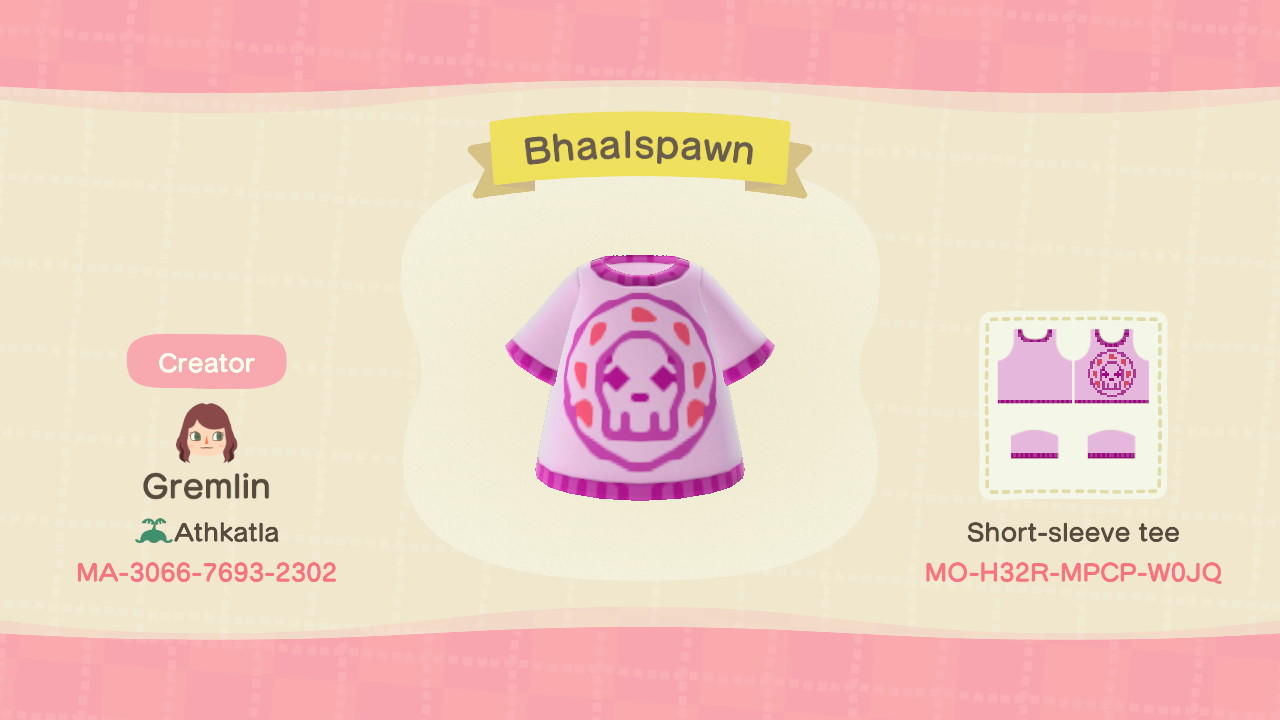 Bhaalspawn
Creator
Gremlin
Athkatla
MA-3066-7693-2302
Short-sleeve tee
MO-H32R-MPCP-W0JQ